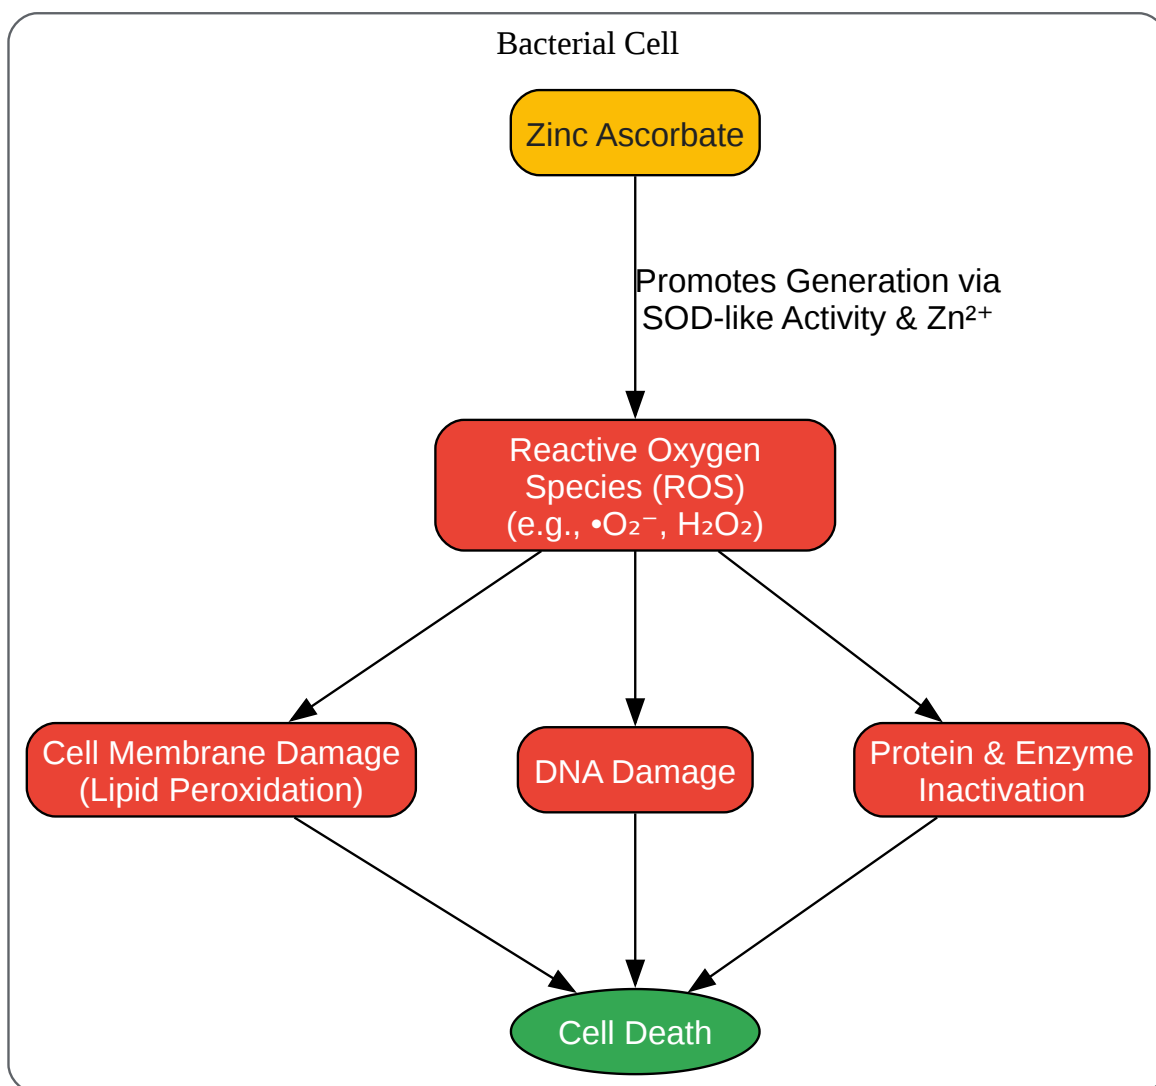 Bacterial Cell
Zinc Ascorbate
Promotes Generation via
SOD-like Activity & Zn²⁺
Reactive Oxygen
Species (ROS)
(e.g., •O₂⁻, H₂O₂)
Cell Membrane Damage
(Lipid Peroxidation)
DNA Damage
Protein & Enzyme
Inactivation
Cell Death